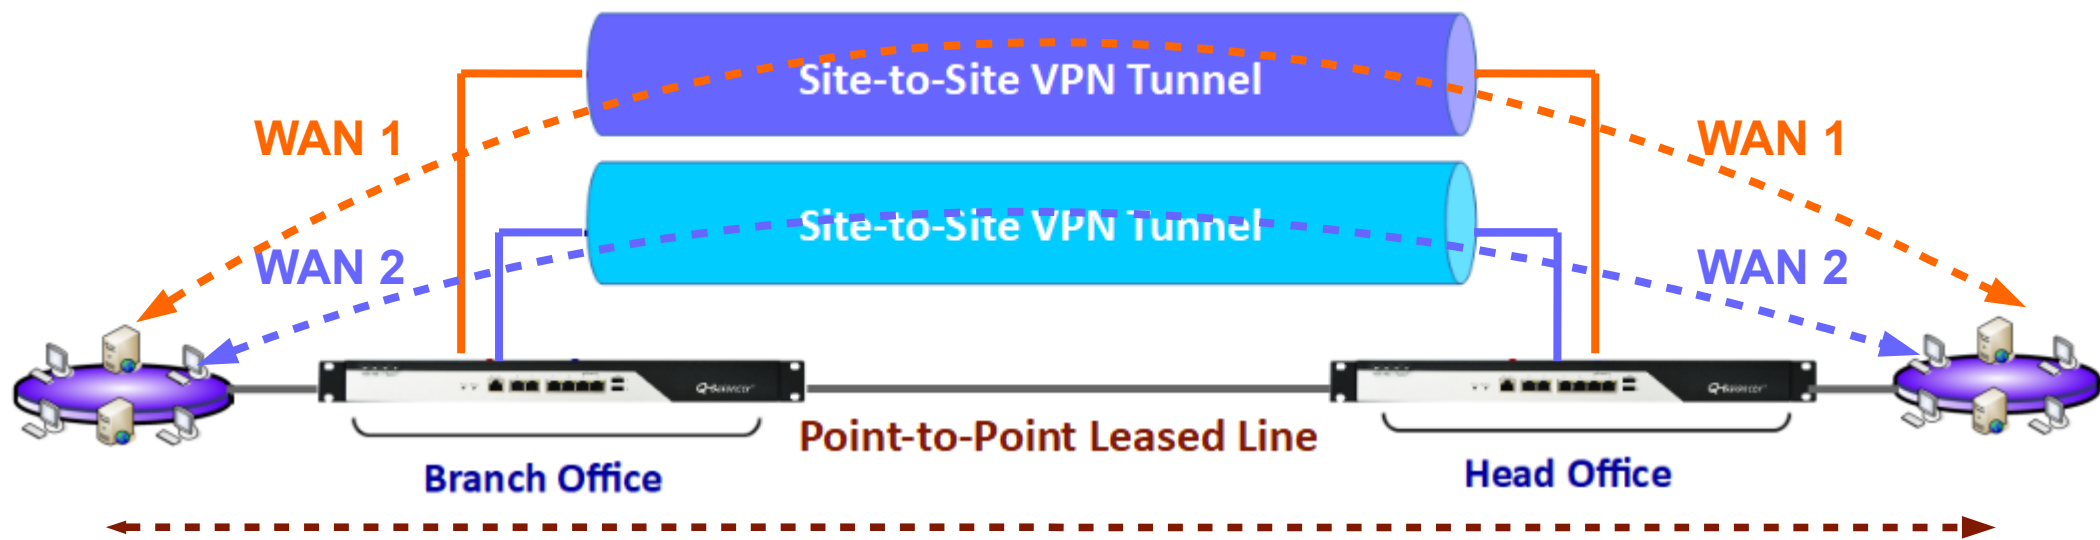 Site-to-Site VPN Tunnel
WAN 1
WAN 1
Site-to-Site VPN Tunnel
WAN 2
WAN 2
Point-to-Point Leased Line
Branch Office
Head Office